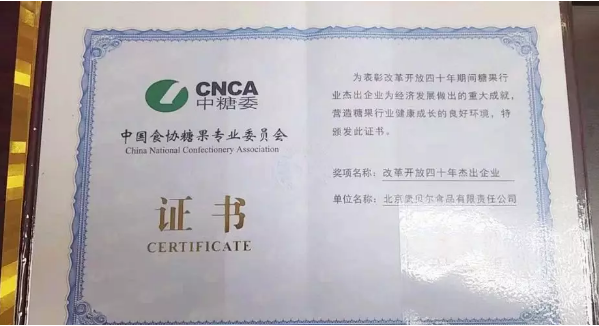 CNCA
中糖委
中国食协糖果专业委员会
China National Confectionery Association
证书
CERTIFICATE
为表彰改革开放四十年期间糖果行
业杰出企业为经济发展做出的重大成就,
营造糖果行业健康成长的良好环境,特
颁发此证书。
奖项名称:改革开放四十年杰出企业
单位名称:北京麦贝尔食品有限责任公司